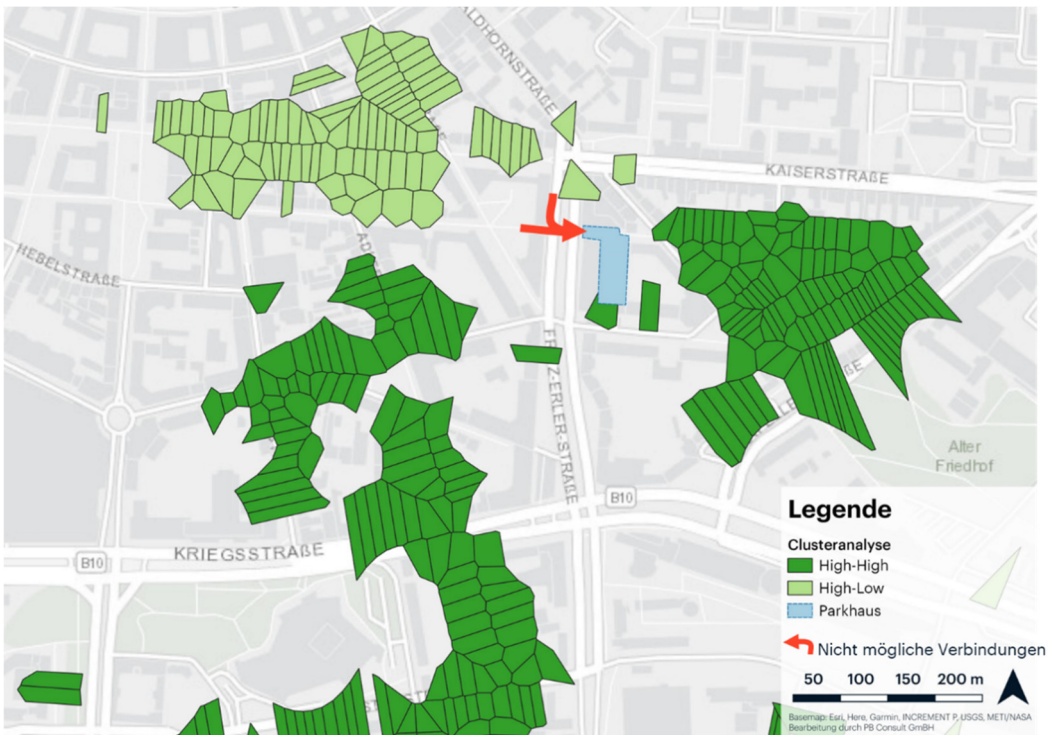 WALDHORNSTRAßE
KAISERSTRAßE
HEBELSTRAßE
FRITZ-ERLER-STRAßE
Alter
Friedhof
B10
KRIEGSSTRAßE
B10
Legende
Clusteranalyse
High-High
High-Low
Parkhaus
Nicht mögliche Verbindungen
50 100 150 200 m
Basemap: Esri, Here, Garmin, INCREMENT P, USGS, METI/NASA
Bearbeitung durch PB Consult GmBH